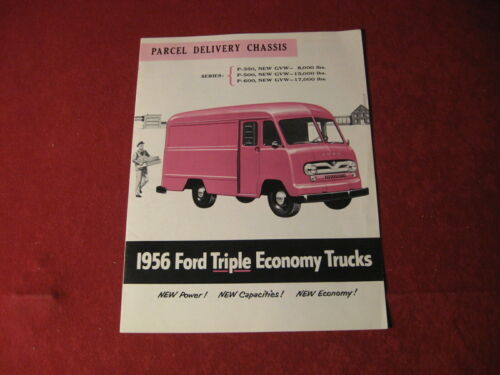 PARCEL DELIVERY CHASSIS
SERIES:
P-350, NEW GVW— 8,000 lbs.
P-500, NEW GVW—15,000 lbs.
P-600, NEW GVW—17,000 lbs.
FORD
1956 Ford Triple Economy Trucks
NEW Power! NEW Capacities! NEW Economy!